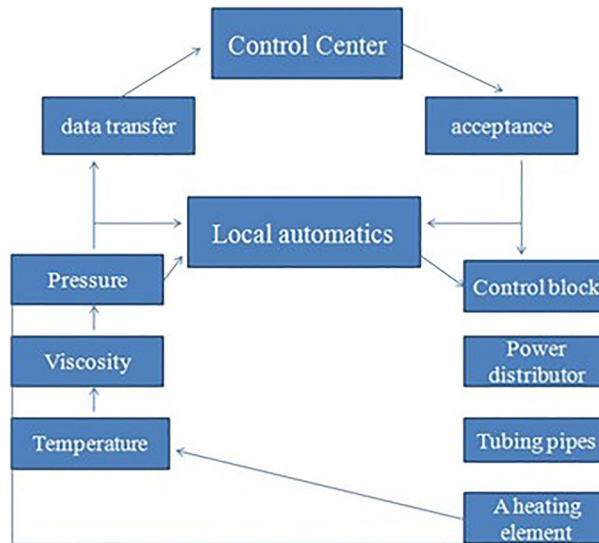 Control Center
data transfer
acceptance
Local automatics
Pressure
Control block
Viscosity
Power
distributor
Temperature
Tubing pipes
A heating
element